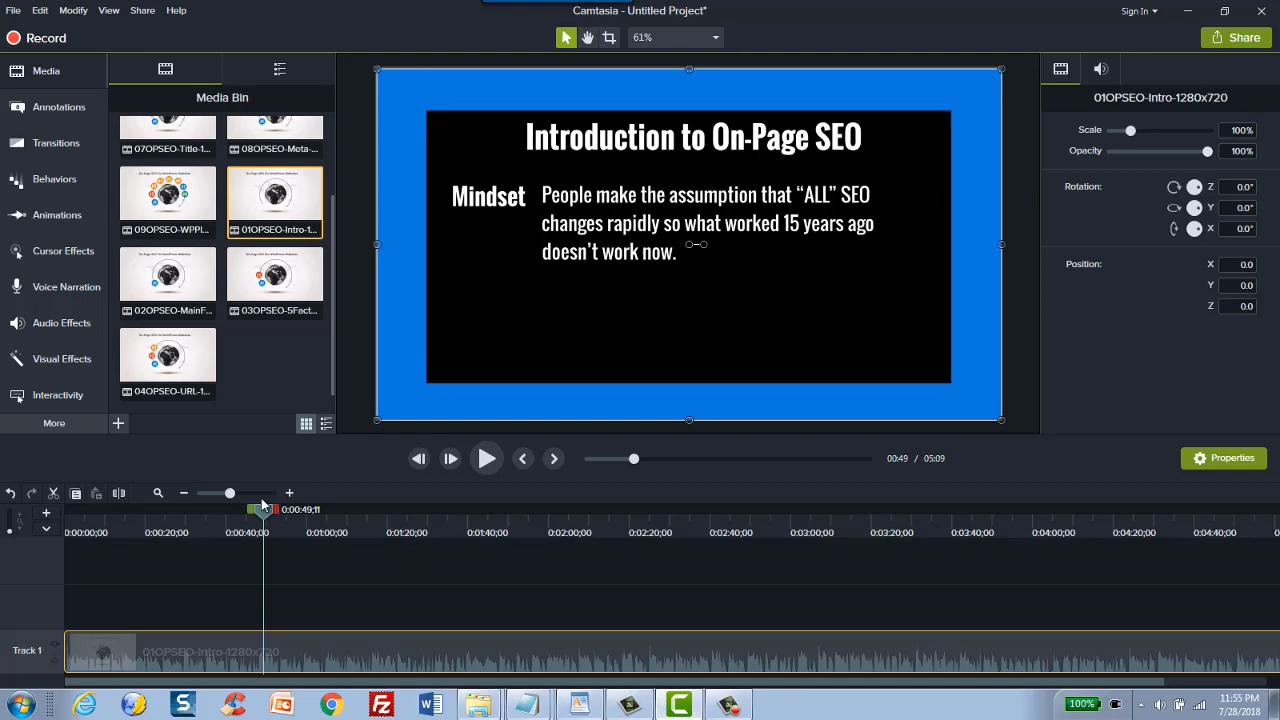 File Edit Modify View Share Help
Camtasia - Untitled Project*
Sign In
Record
61%
Share
Media
Annotations
Transitions
Behaviors
Animations
Cursor Effects
Voice Narration
Audio Effects
Visual Effects
Interactivity
More
Media Bin
07OPSEO-Title-1...
08OPSEO-Meta-...
09OPSEO-WPPl...
01OPSEO-Intro-1...
02OPSEO-MainF...
03OPSEO-5Fact...
04OPSEO-URL-1...
Introduction to On-Page SEO
Mindset
People make the assumption that “ALL” SEO
changes rapidly so what worked 15 years ago
doesn’t work now.
01OPSEO-Intro-1280x720
Scale 100%
Opacity 100%
Rotation: Z 0.0°
Y 0.0°
X 0.0°
Position: X 0.0
Y 0.0
Z 0.0
00:49 / 05:09
Properties
0:00:49;11
0:00:00;00 0:00:20;00 0:00:40;00 0:01:00;00 0:01:20;00 0:01:40;00 0:02:00;00 0:02:20;00 0:02:40;00 0:03:00;00 0:03:20;00 0:03:40;00 0:04:00;00 0:04:20;00 0:04:40;00
Track 1
01OPSEO-Intro-1280x720
100%
11:55 PM
7/28/2018